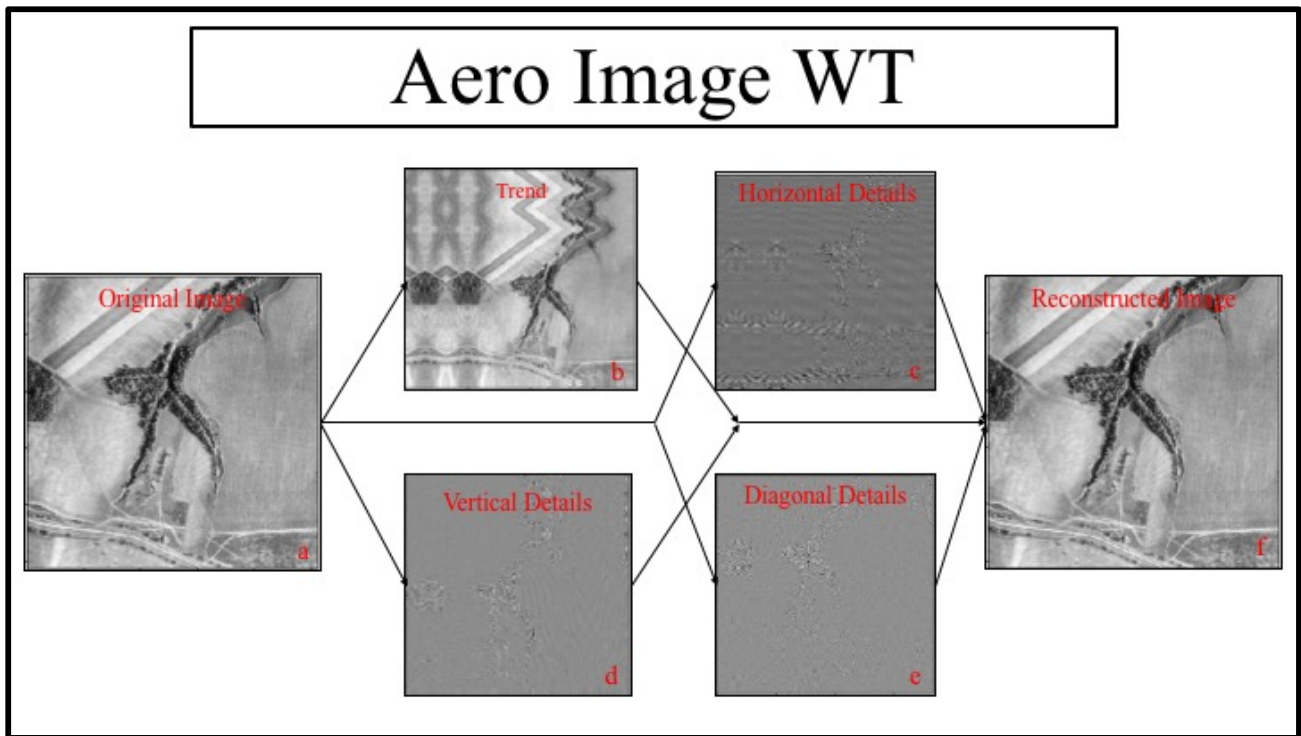 Aero Image WT
Trend
b
Horizontal Details
c
Original Image
a
Reconstructed Image
f
Vertical Details
d
Diagonal Details
e